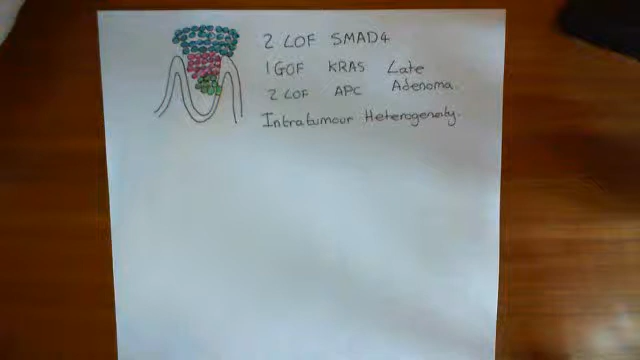 2 LOF SMAD4
1 GOF KRAS Late
2 LOF APC Adenoma
Intratumour Heterogeneity.